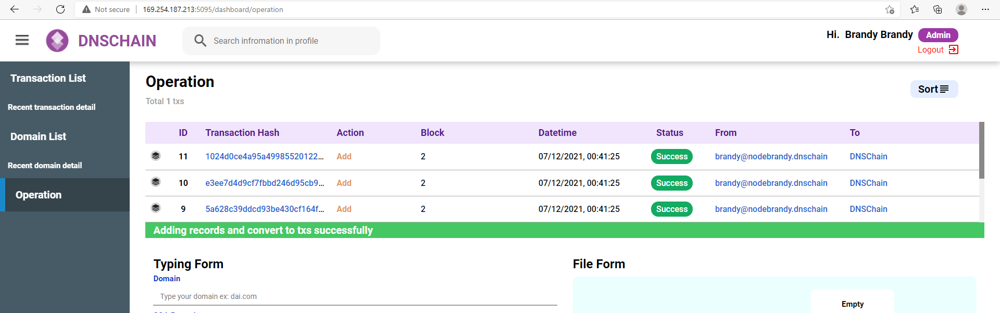 Not secure 169.254.187.213:5095/dashboard/operation
DNSCHAIN
Search infromation in profile
Hi. Brandy Brandy Admin
Logout
Transaction List
Recent transaction detail
Domain List
Recent domain detail
Operation
Operation
Total 1 txs
Sort
ID Transaction Hash Action Block Datetime Status From To
11 1024d0ce4a95a49985520122... Add 2 07/12/2021, 00:41:25 Success brandy@nodebrandy.dnschain DNSChain
10 e3ee7d4d9cf7fbbd246d95cb9... Add 2 07/12/2021, 00:41:25 Success brandy@nodebrandy.dnschain DNSChain
9 5a628c39ddcd93be430cf164f... Add 2 07/12/2021, 00:41:25 Success brandy@nodebrandy.dnschain DNSChain
Adding records and convert to txs successfully
Typing Form
Domain
Type your domain ex: dai.com
File Form
Empty